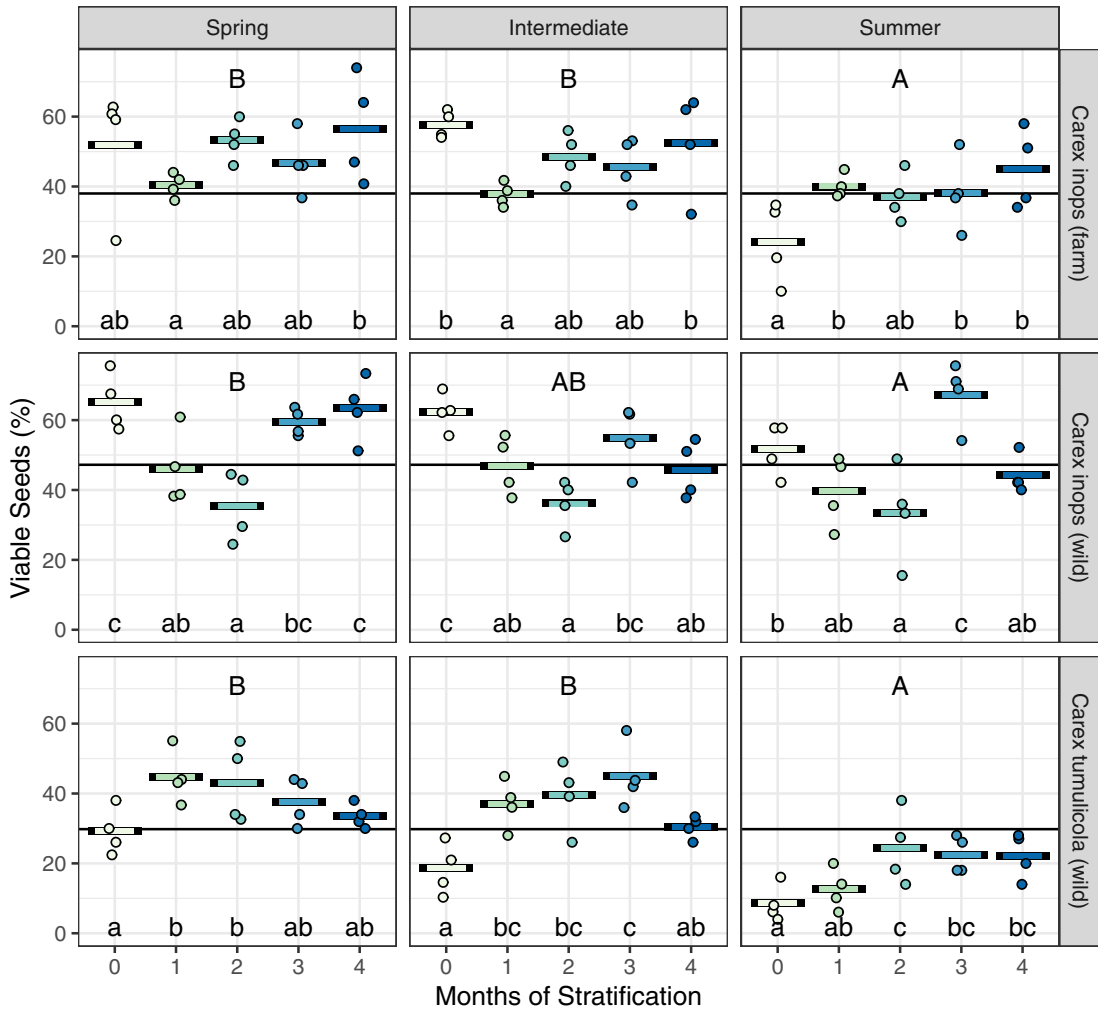 Spring Intermediate Summer
B B A
60
40
20
0
ab a ab ab b b a ab ab b a b ab b b
Carex inops (farm)
B AB A
60
40
20
0
c ab a bc c c ab a bc ab b ab a c ab
Carex inops (wild)
B B A
60
40
20
0
a b b ab ab a bc bc c ab a ab c bc bc
Carex tumulicola (wild)
Viable Seeds (%)
0 1 2 3 4 0 1 2 3 4 0 1 2 3 4
Months of Stratification